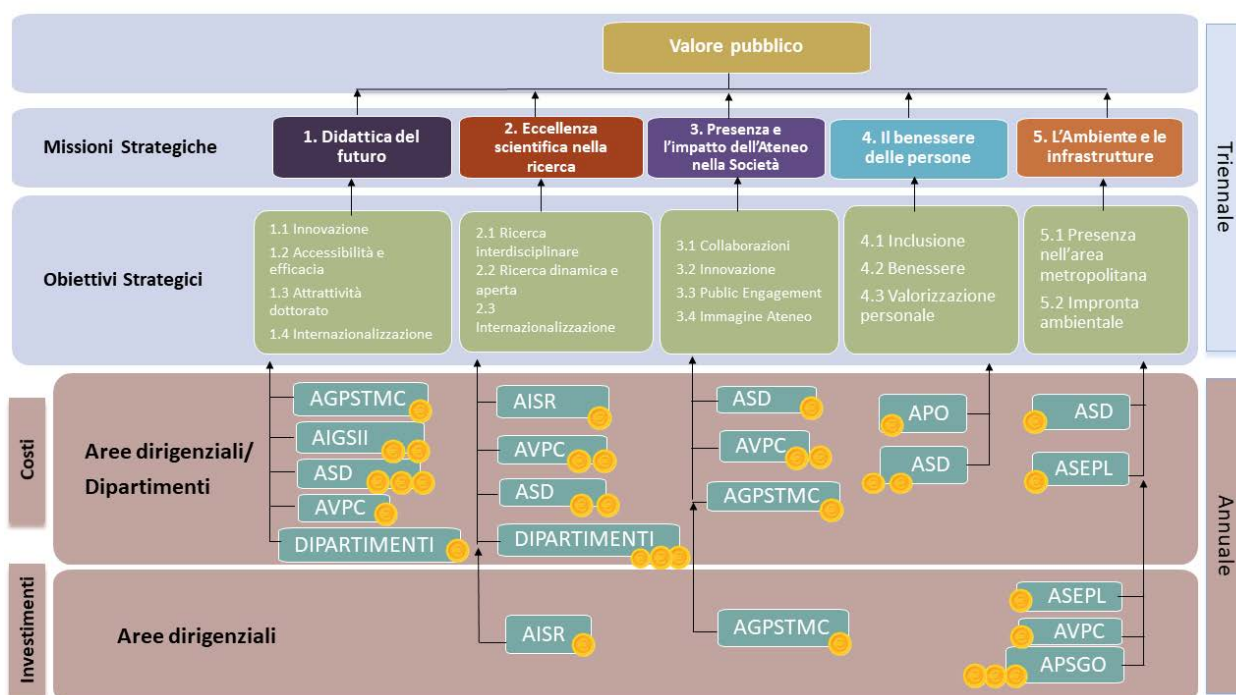 Valore pubblico
Triennale
Missioni Strategiche
1. Didattica del
futuro
2. Eccellenza
scientifica nella
ricerca
3. Presenza e
l'impatto dell'Ateneo
nella Società
4. Il benessere
delle persone
5. L'Ambiente e le
infrastrutture
Obiettivi Strategici
1.1 Innovazione
1.2 Accessibilità e
efficacia
1.3 Attrattività
dottorato
1.4 Internazionalizzazione
2.1 Ricerca
interdisciplinare
2.2 Ricerca dinamica e
aperta
2.3
Internazionalizzazione
3.1 Collaborazioni
3.2 Innovazione
3.3 Public Engagement
3.4 Immagine Ateneo
4.1 Inclusione
4.2 Benessere
4.3 Valorizzazione
personale
5.1 Presenza
nell'area
metropolitana
5.2 Impronta
ambientale
Costi
Aree dirigenziali/
Dipartimenti
AGPSTMC
AIGSII
ASD
AVPC
DIPARTIMENTI
AISR
AVPC
ASD
DIPARTIMENTI
ASD
AVPC
AGPSTMC
APO
ASD
ASD
ASEPL
Annuale
Investimenti
Aree dirigenziali
AISR
AGPSTMC
ASEPL
AVPC
APSGO